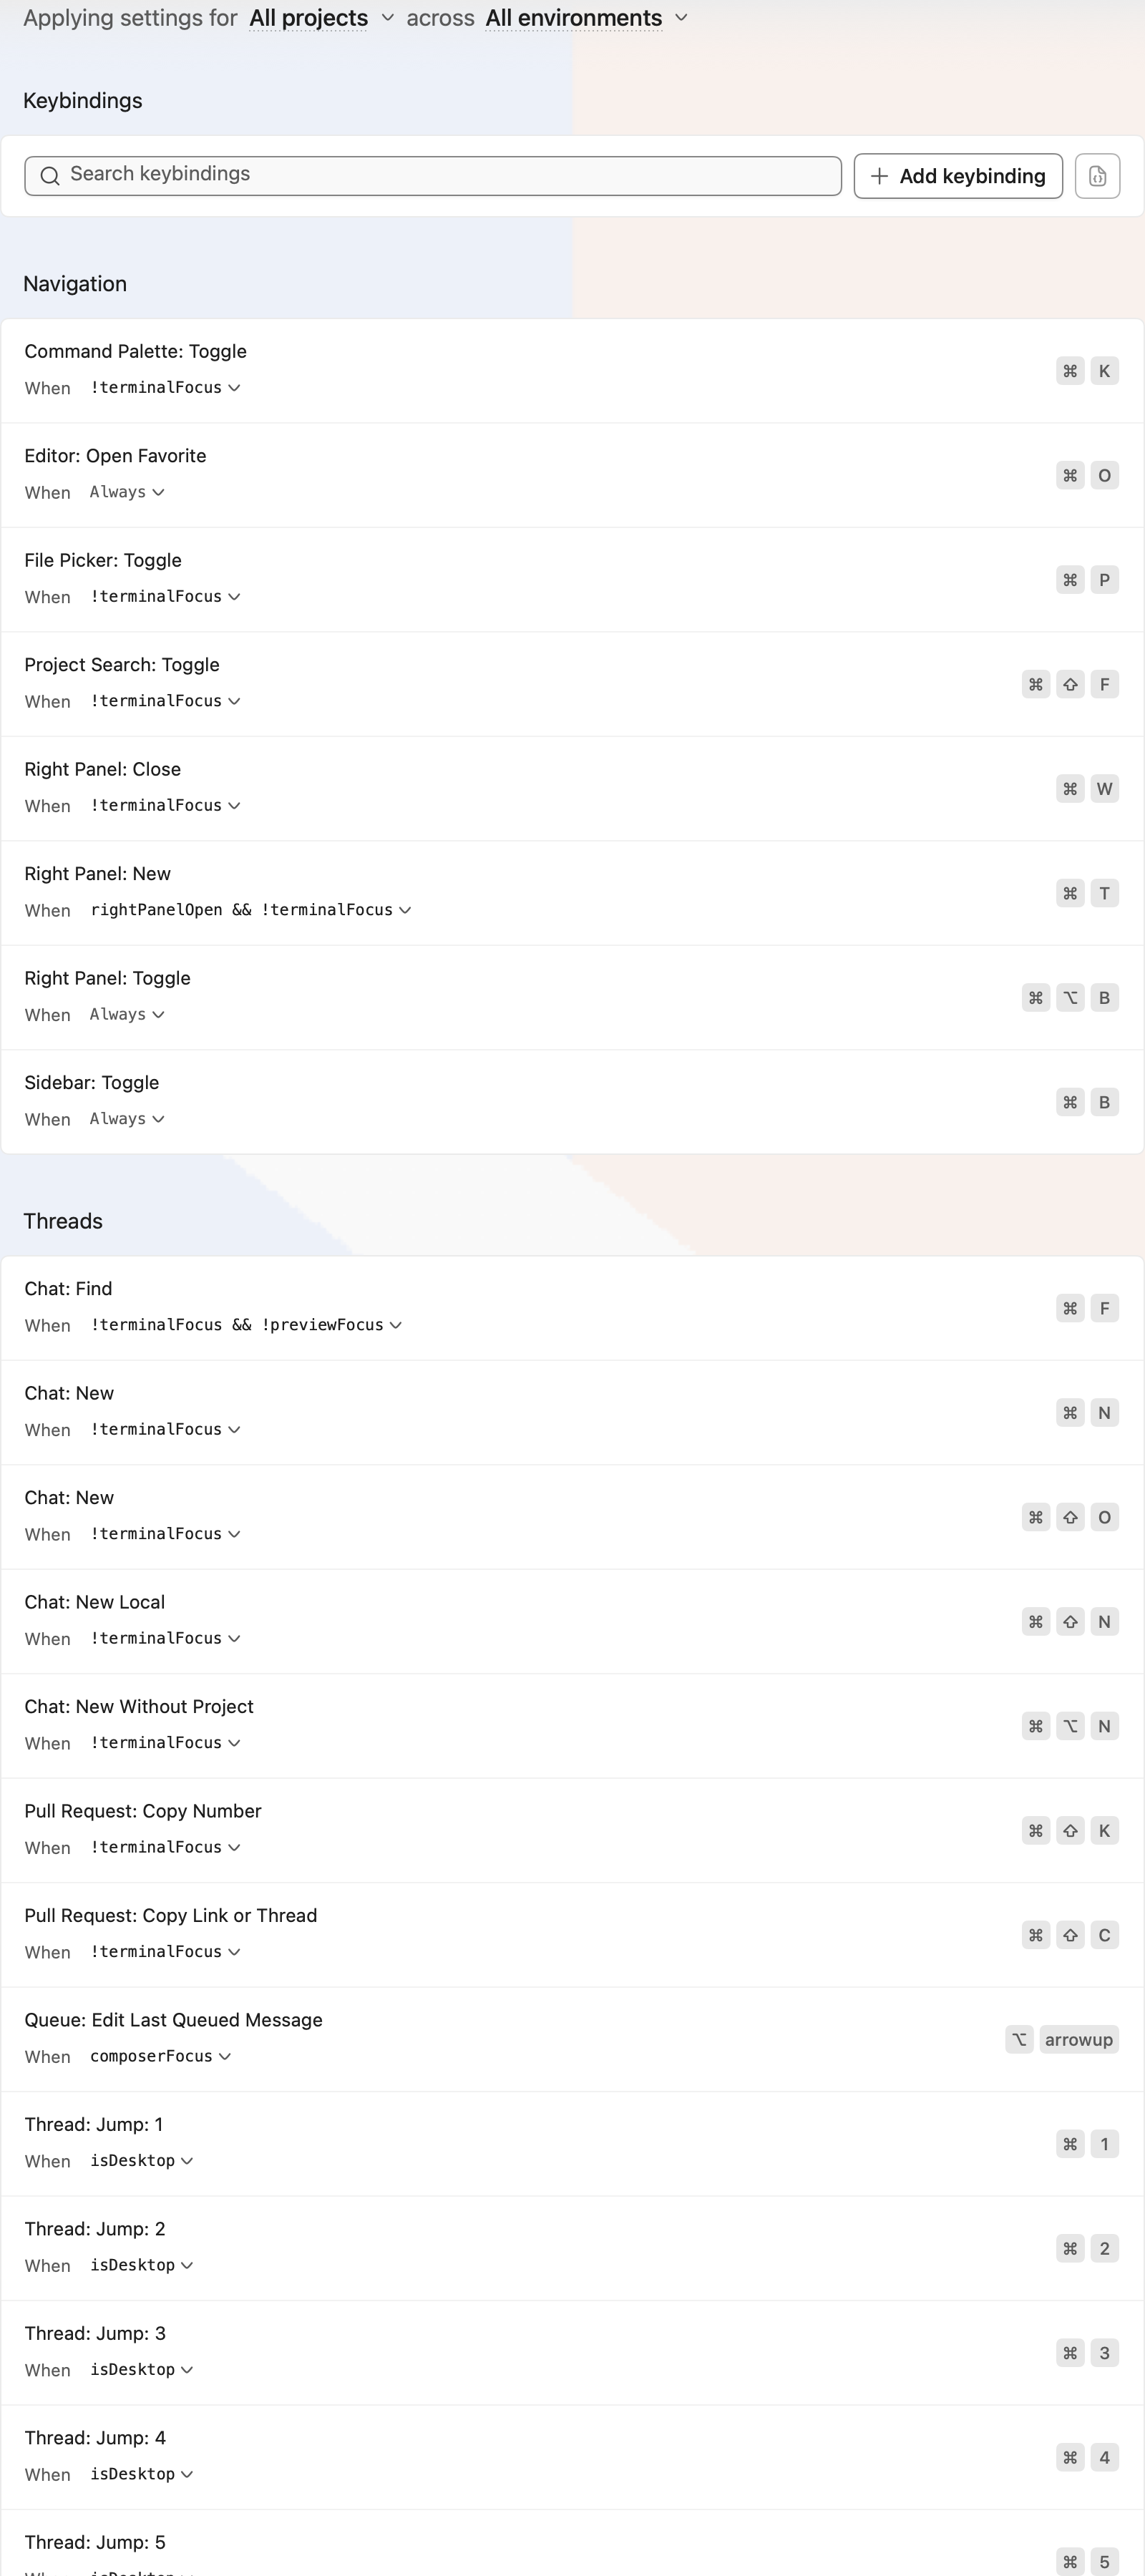 Applying settings for All projects across All environments
Keybindings
Search keybindings
Add keybinding
Navigation
Command Palette: Toggle
When !terminalFocus
⌘ K
Editor: Open Favorite
When Always
⌘ O
File Picker: Toggle
When !terminalFocus
⌘ P
Project Search: Toggle
When !terminalFocus
⌘ ⇧ F
Right Panel: Close
When !terminalFocus
⌘ W
Right Panel: New
When rightPanelOpen && !terminalFocus
⌘ T
Right Panel: Toggle
When Always
⌘ ⌥ B
Sidebar: Toggle
When Always
⌘ B
Threads
Chat: Find
When !terminalFocus && !previewFocus
⌘ F
Chat: New
When !terminalFocus
⌘ N
Chat: New
When !terminalFocus
⌘ ⇧ O
Chat: New Local
When !terminalFocus
⌘ ⇧ N
Chat: New Without Project
When !terminalFocus
⌘ ⌥ N
Pull Request: Copy Number
When !terminalFocus
⌘ ⇧ K
Pull Request: Copy Link or Thread
When !terminalFocus
⌘ ⇧ C
Queue: Edit Last Queued Message
When composerFocus
⌥ arrowup
Thread: Jump: 1
When isDesktop
⌘ 1
Thread: Jump: 2
When isDesktop
⌘ 2
Thread: Jump: 3
When isDesktop
⌘ 3
Thread: Jump: 4
When isDesktop
⌘ 4
Thread: Jump: 5
⌘ 5